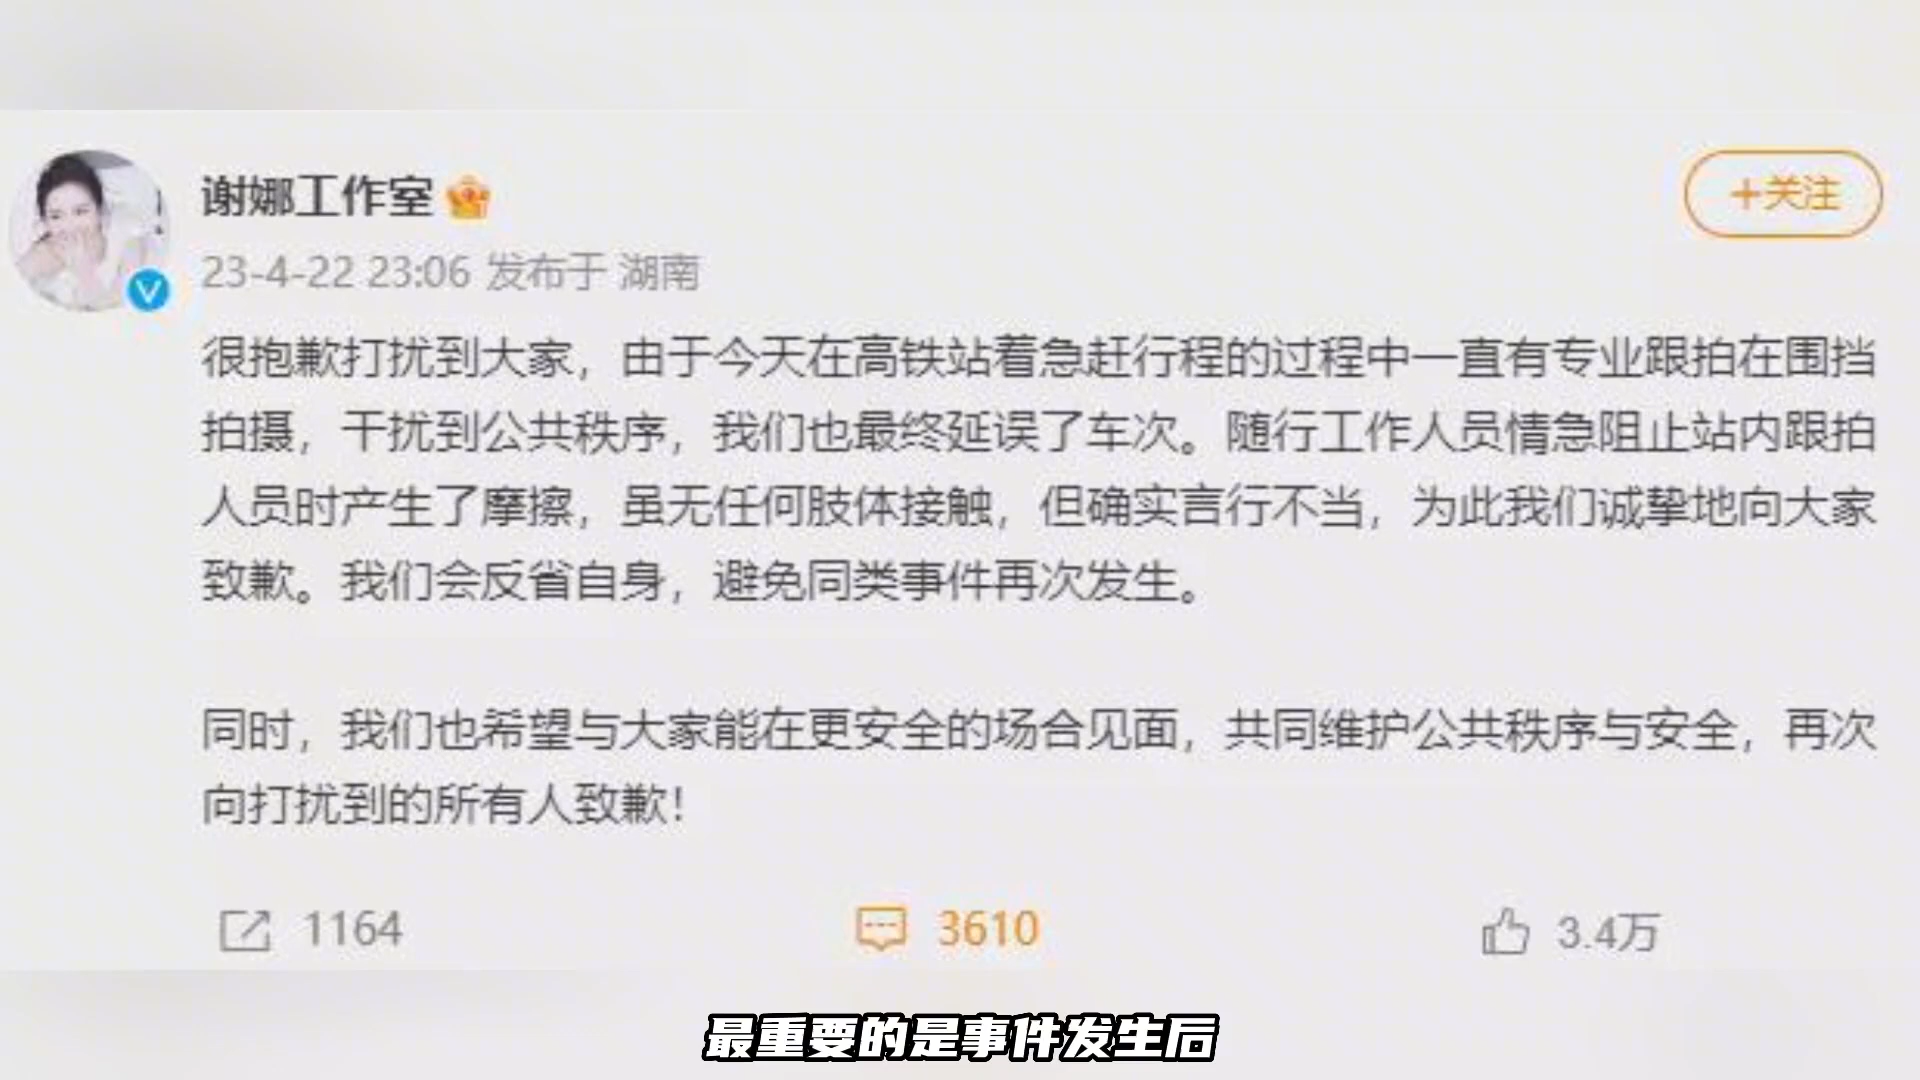 谢娜工作室
+关注
23-4-22 23:06 发布于 湖南
很抱歉打扰到大家，由于今天在高铁站着急赶行程的过程中一直有专业跟拍在围挡
拍摄，干扰到公共秩序，我们也最终延误了车次。随行工作人员情急阻止站内跟拍
人员时产生了摩擦，虽无任何肢体接触，但确实言行不当，为此我们诚挚地向大家
致歉。我们会反省自身，避免同类事件再次发生。
同时，我们也希望与大家能在更安全的场合见面，共同维护公共秩序与安全，再次
向打扰到的所有人致歉！
1164
3610
3.4万
最重要的是事件发生后